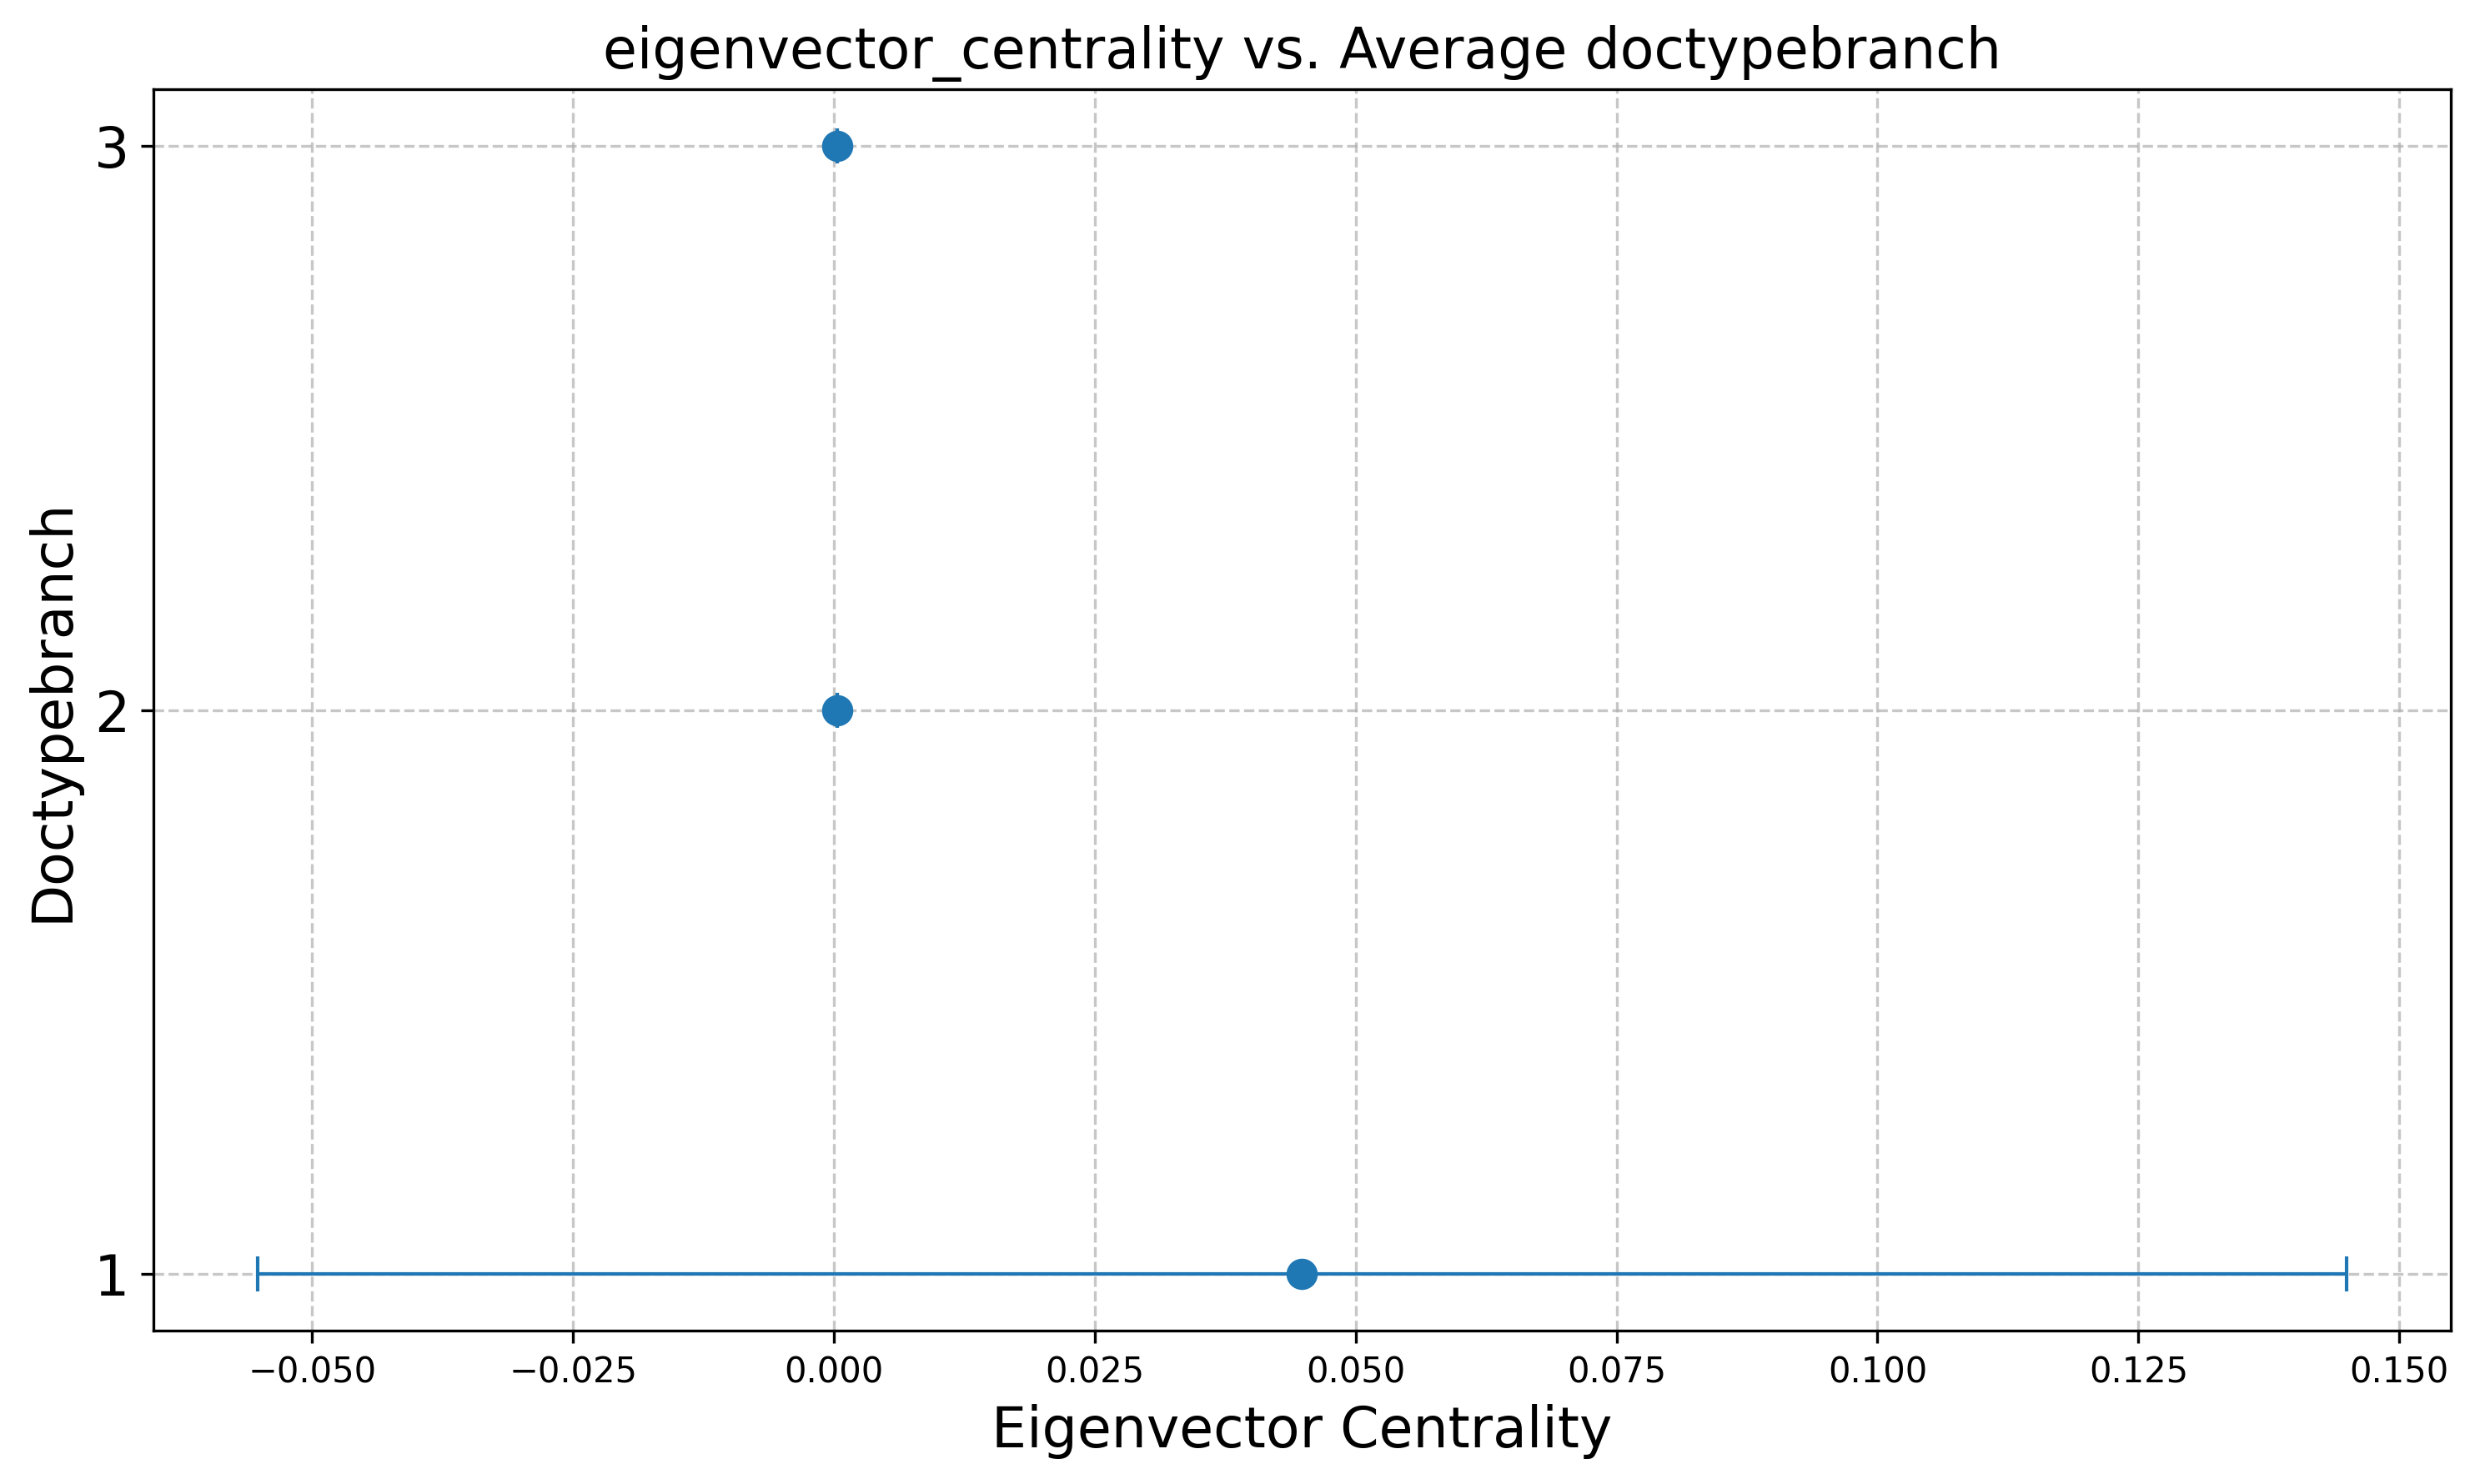 eigenvector_centrality vs. Average doctypebranch
Doctypebranch
3
2
1
−0.050 −0.025 0.000 0.025 0.050 0.075 0.100 0.125 0.150
Eigenvector Centrality